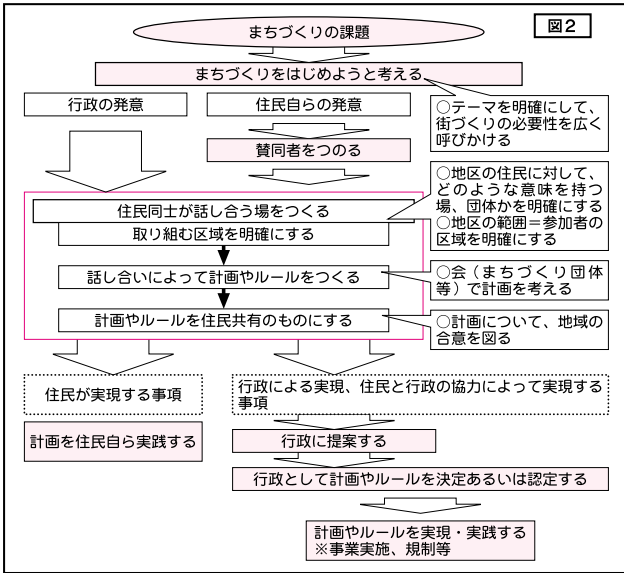 図2
まちづくりの課題
まちづくりをはじめようと考える
○テーマを明確にして、
街づくりの必要性を広く
呼びかける
行政の発意
住民自らの発意
賛同者をつのる
○地区の住民に対して、
どのような意味を持つ
場、団体かを明確にする
○地区の範囲＝参加者の
区域を明確にする
住民同士が話し合う場をつくる
取り組む区域を明確にする
話し合いによって計画やルールをつくる
○会（まちづくり団体
等）で計画を考える
計画やルールを住民共有のものにする
○計画について、地域の
合意を図る
住民が実現する事項
計画を住民自ら実践する
行政による実現、住民と行政の協力によって実現する
事項
行政に提案する
行政として計画やルールを決定あるいは認定する
計画やルールを実現・実践する
※事業実施、規制等